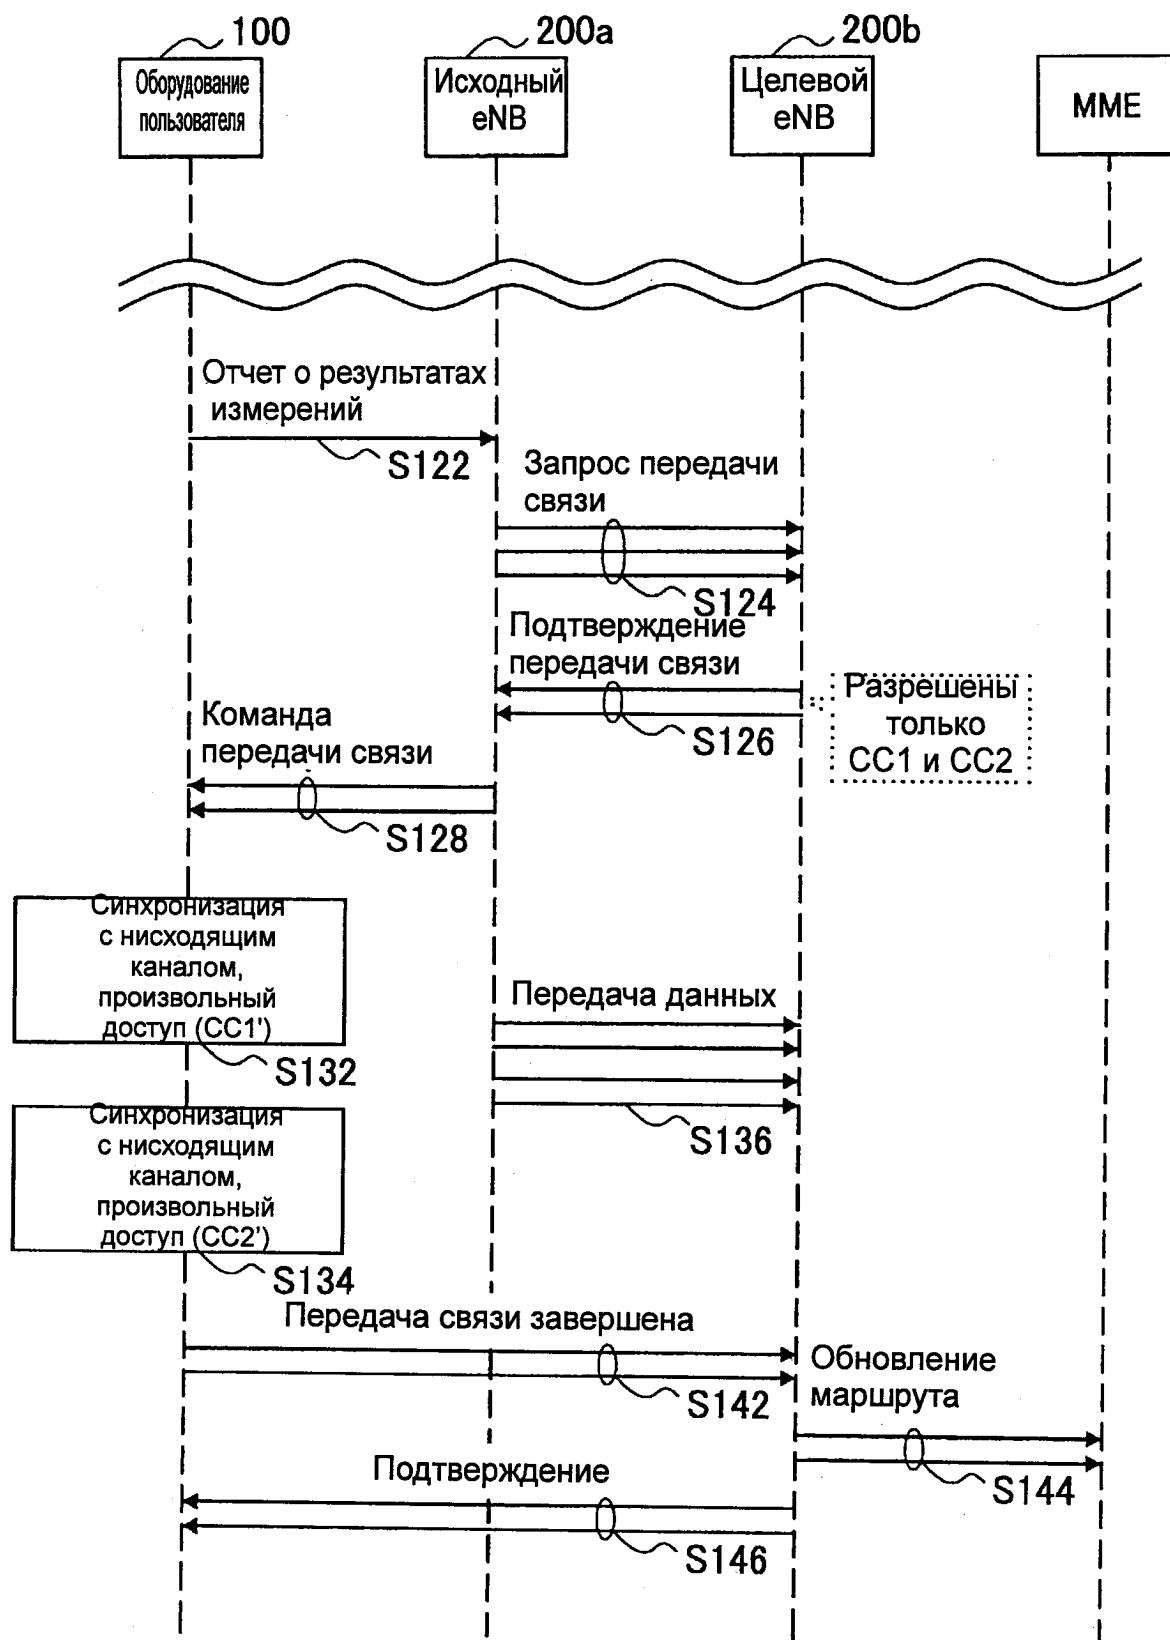 100
200a
200b
Оборудование
пользователя
Исходный
eNB
Целевой
eNB
MME
Отчет о результатах
измерений
S122
Запрос передачи
связи
S124
Подтверждение
передачи связи
S126
Разрешены
только
CC1 и CC2
Команда
передачи связи
S128
Синхронизация
с нисходящим
каналом,
произвольный
доступ (CC1')
S132
Передача данных
S136
Синхронизация
с нисходящим
каналом,
произвольный
доступ (CC2')
S134
Передача связи завершена
S142
Обновление
маршрута
S144
Подтверждение
S146